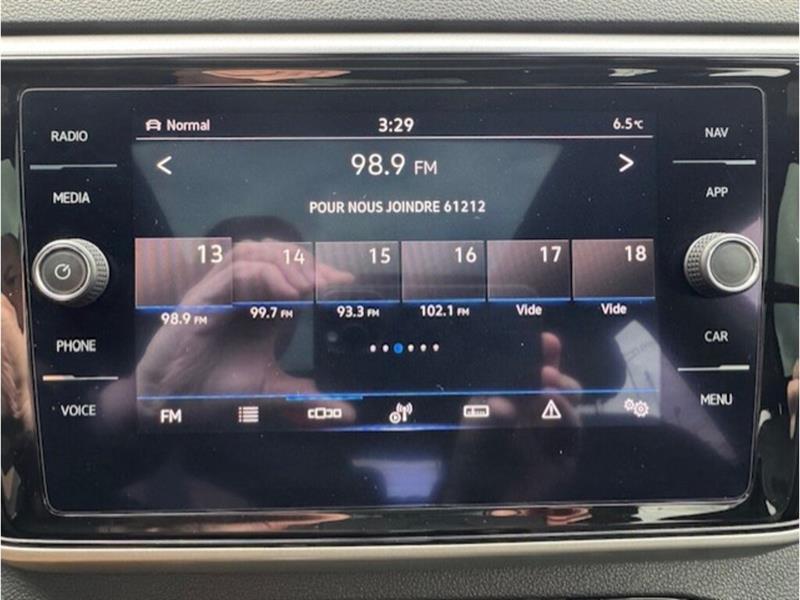 RADIO
MEDIA
PHONE
VOICE
Normal 3:29 6.5°C
< 98.9 FM >
POUR NOUS JOINDRE 61212
13 14 15 16 17 18
98.9 FM 99.7 FM 93.3 FM 102.1 FM Vide Vide
FM
NAV
APP
CAR
MENU